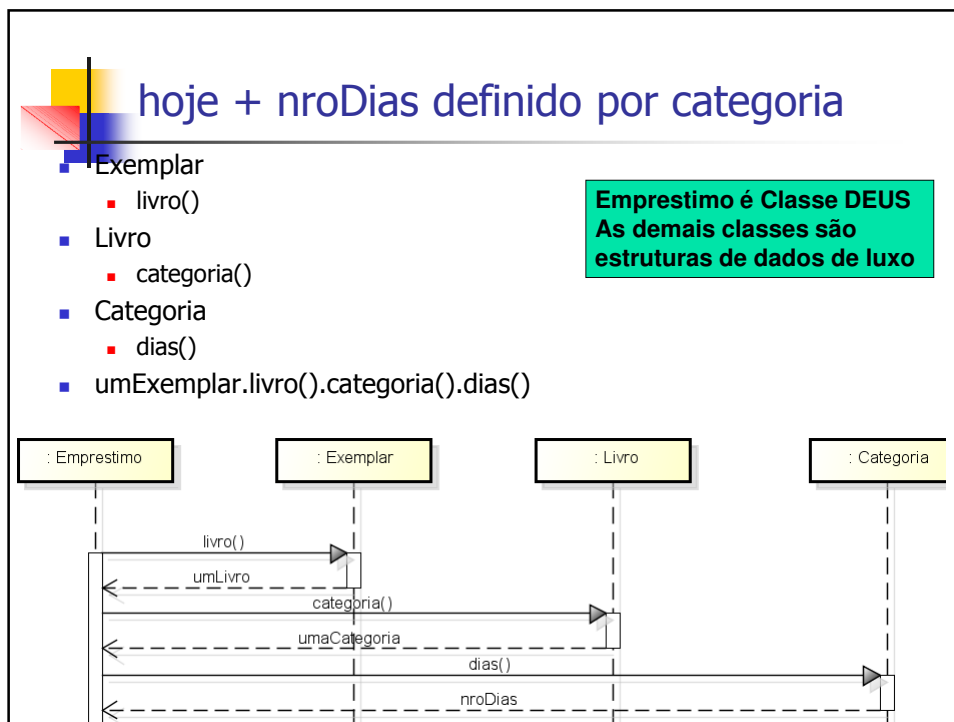 hoje + nroDias definido por categoria
Exemplar
livro()
Livro
categoria()
Categoria
dias()
umExemplar.livro().categoria().dias()
Emprestimo é Classe DEUS
As demais classes são
estruturas de dados de luxo
: Emprestimo
: Exemplar
: Livro
: Categoria
livro()
umLivro
categoria()
umaCategoria
dias()
nroDias